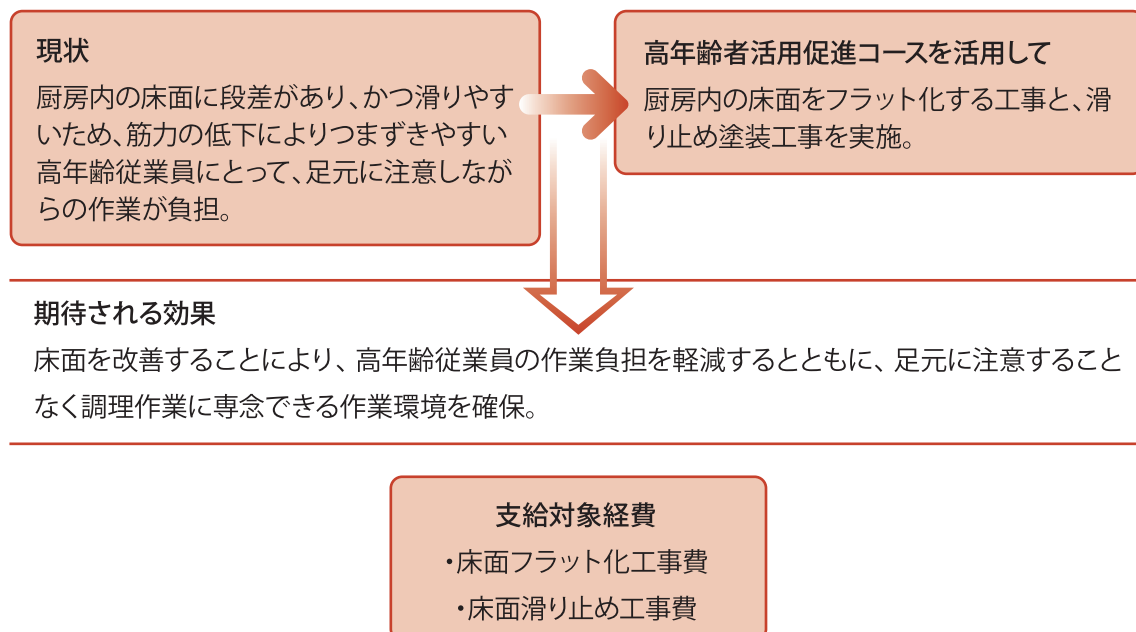 現状
厨房内の床面に段差があり、かつ滑りやす
いため、筋力の低下によりつまずきやすい
高年齢従業員にとって、足元に注意しなが
らの作業が負担。
高年齢者活用促進コースを活用して
厨房内の床面をフラット化する工事と、滑
り止め塗装工事を実施。
期待される効果
床面を改善することにより、高年齢従業員の作業負担を軽減するとともに、足元に注意すること
なく調理作業に専念できる作業環境を確保。
支給対象経費
・床面フラット化工事費
・床面滑り止め工事費